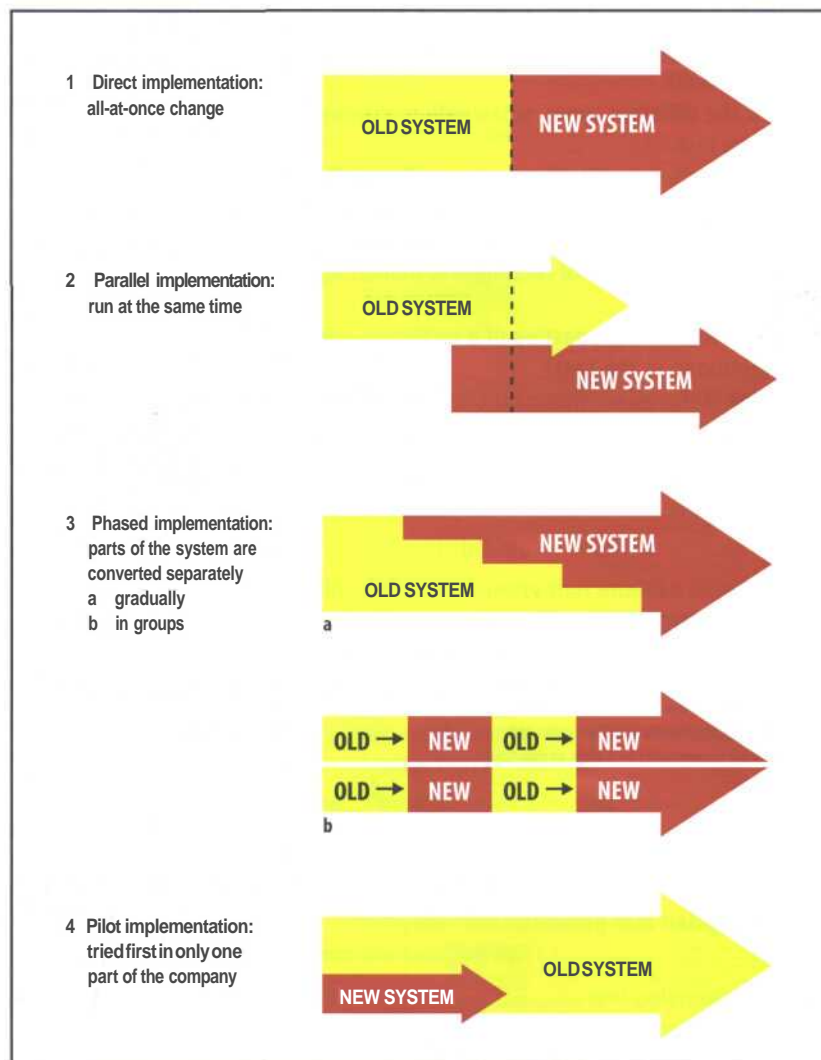 1 Direct implementation:
all-at-once change
OLD SYSTEM NEW SYSTEM
2 Parallel implementation:
run at the same time
OLD SYSTEM
NEW SYSTEM
3 Phased implementation:
parts of the system are
converted separately
a gradually
b in groups
NEW SYSTEM
OLD SYSTEM
a
OLD → NEW OLD → NEW
OLD → NEW OLD → NEW
b
4 Pilot implementation:
tried first in only one
part of the company
OLD SYSTEM
NEW SYSTEM